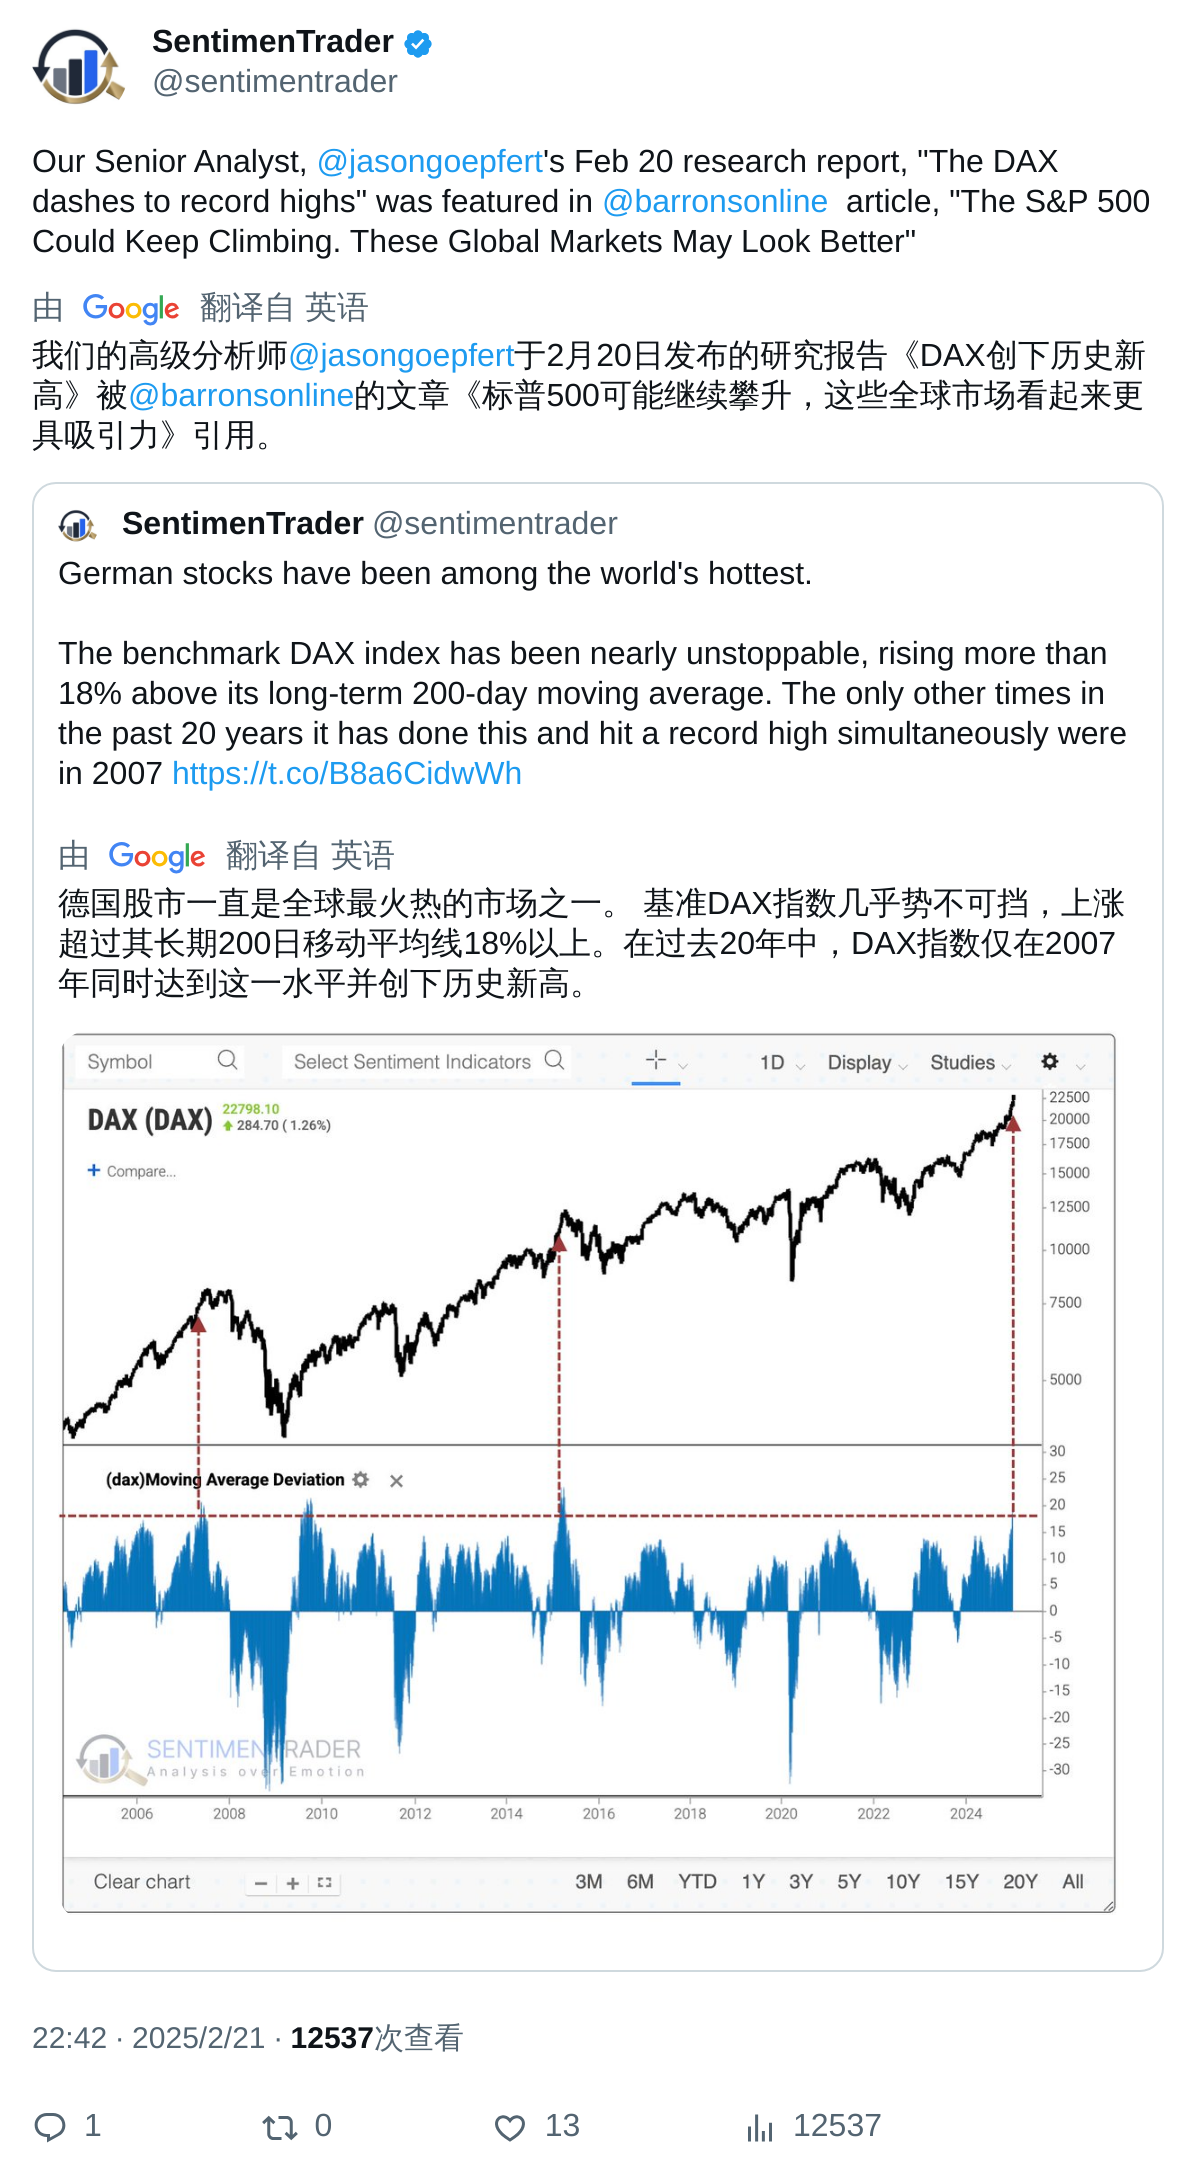 SentimenTrader
@sentimentrader
Our Senior Analyst, @jasongoepfert's Feb 20 research report, "The DAX
dashes to record highs" was featured in @barronsonline  article, "The S&P 500
Could Keep Climbing. These Global Markets May Look Better"
由 Google 翻译自 英语
我们的高级分析师@jasongoepfert于2月20日发布的研究报告《DAX创下历史新
高》被@barronsonline的文章《标普500可能继续攀升，这些全球市场看起来更
具吸引力》引用。
SentimenTrader @sentimentrader
German stocks have been among the world's hottest.
The benchmark DAX index has been nearly unstoppable, rising more than
18% above its long-term 200-day moving average. The only other times in
the past 20 years it has done this and hit a record high simultaneously were
in 2007 https://t.co/B8a6CidwWh
由 Google 翻译自 英语
德国股市一直是全球最火热的市场之一。 基准DAX指数几乎势不可挡，上涨
超过其长期200日移动平均线18%以上。在过去20年中，DAX指数仅在2007
年同时达到这一水平并创下历史新高。
Symbol Select Sentiment Indicators 1D Display Studies
DAX (DAX) 22798.10
284.70 ( 1.26%)
+ Compare...
22500
20000
17500
15000
12500
10000
7500
5000
(dax)Moving Average Deviation
30
25
20
15
10
5
0
-5
-10
-15
-20
-25
-30
SENTIMENTRADER
Analysis over Emotion
2006 2008 2010 2012 2014 2016 2018 2020 2022 2024
Clear chart − + 3M 6M YTD 1Y 3Y 5Y 10Y 15Y 20Y All
22:42 · 2025/2/21 · 12537次查看
1 0 13 12537